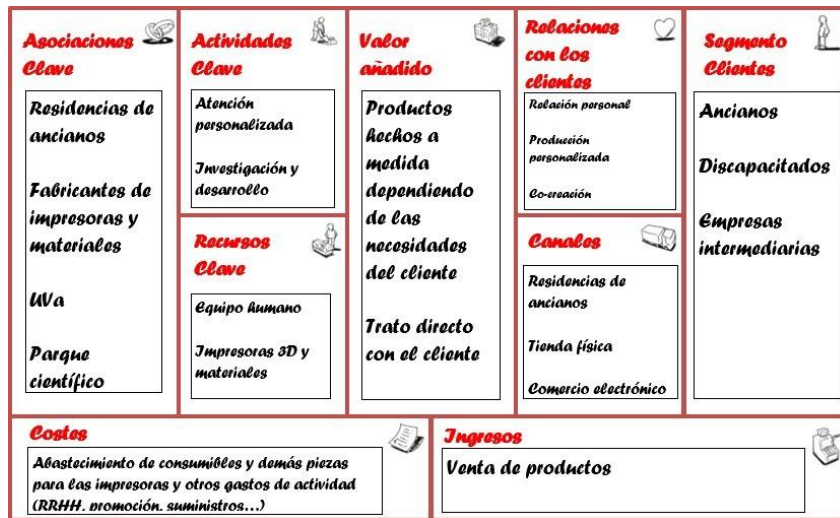 Asociaciones
Clave
Residencias de
ancianos
Fabricantes de
impresoras y
materiales
UVa
Parque
científico
Actividades
Clave
Atención
personalizada
Investigación y
desarrollo
Recursos
Clave
Equipo humano
Impresoras 3D y
materiales
Valor
añadido
Productos
hechos a
medida
dependiendo
de las
necesidades
del cliente
Trato directo
con el cliente
Relaciones
con los
clientes
Relación personal
Producción
personalizada
Co-creación
Canales
Residencias de
ancianos
Tienda física
Comercio electrónico
Segmento
Clientes
Ancianos
Discapacitados
Empresas
intermediarias
Costes
Abastecimiento de consumibles y demás piezas
para las impresoras y otros gastos de actividad
(RRHH, promoción, suministros...)
Ingresos
Venta de productos